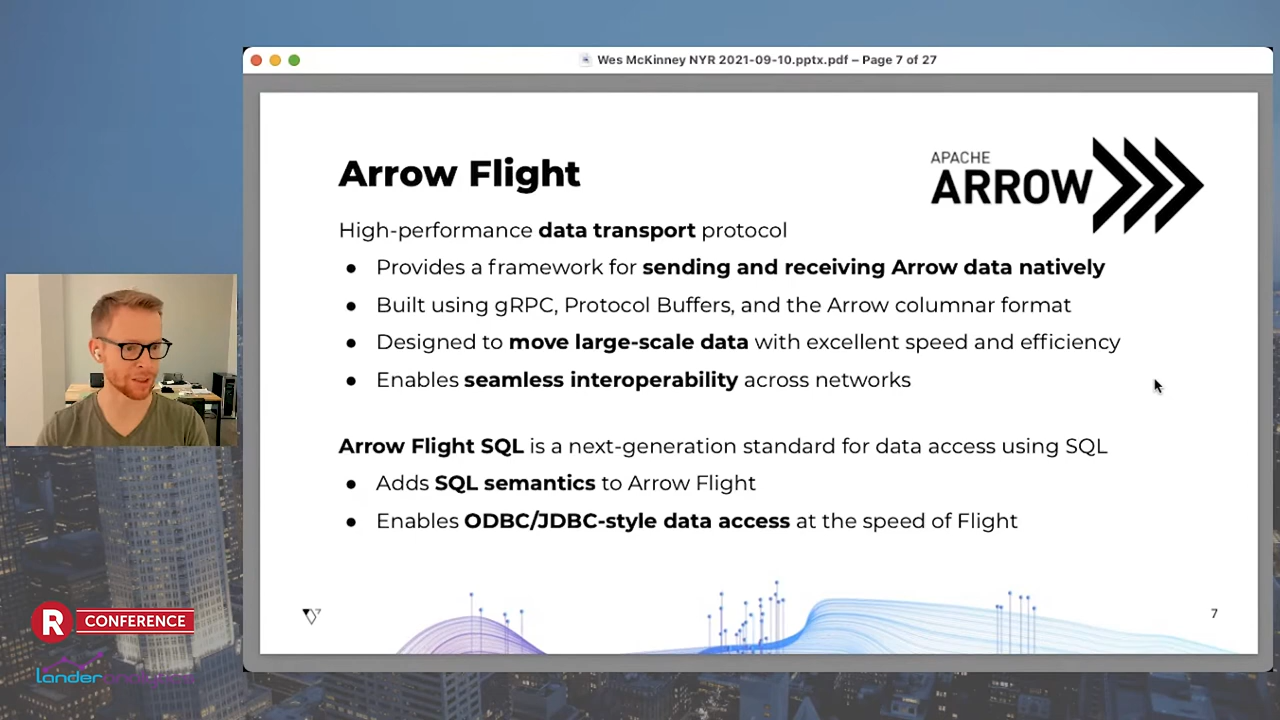 Wes McKinney NYR 2021-09-10.pptx.pdf – Page 7 of 27
Arrow Flight
APACHE
ARROW
High-performance data transport protocol
● Provides a framework for sending and receiving Arrow data natively
● Built using gRPC, Protocol Buffers, and the Arrow columnar format
● Designed to move large-scale data with excellent speed and efficiency
● Enables seamless interoperability across networks
Arrow Flight SQL is a next-generation standard for data access using SQL
● Adds SQL semantics to Arrow Flight
● Enables ODBC/JDBC-style data access at the speed of Flight
7
R CONFERENCE
lander analytics